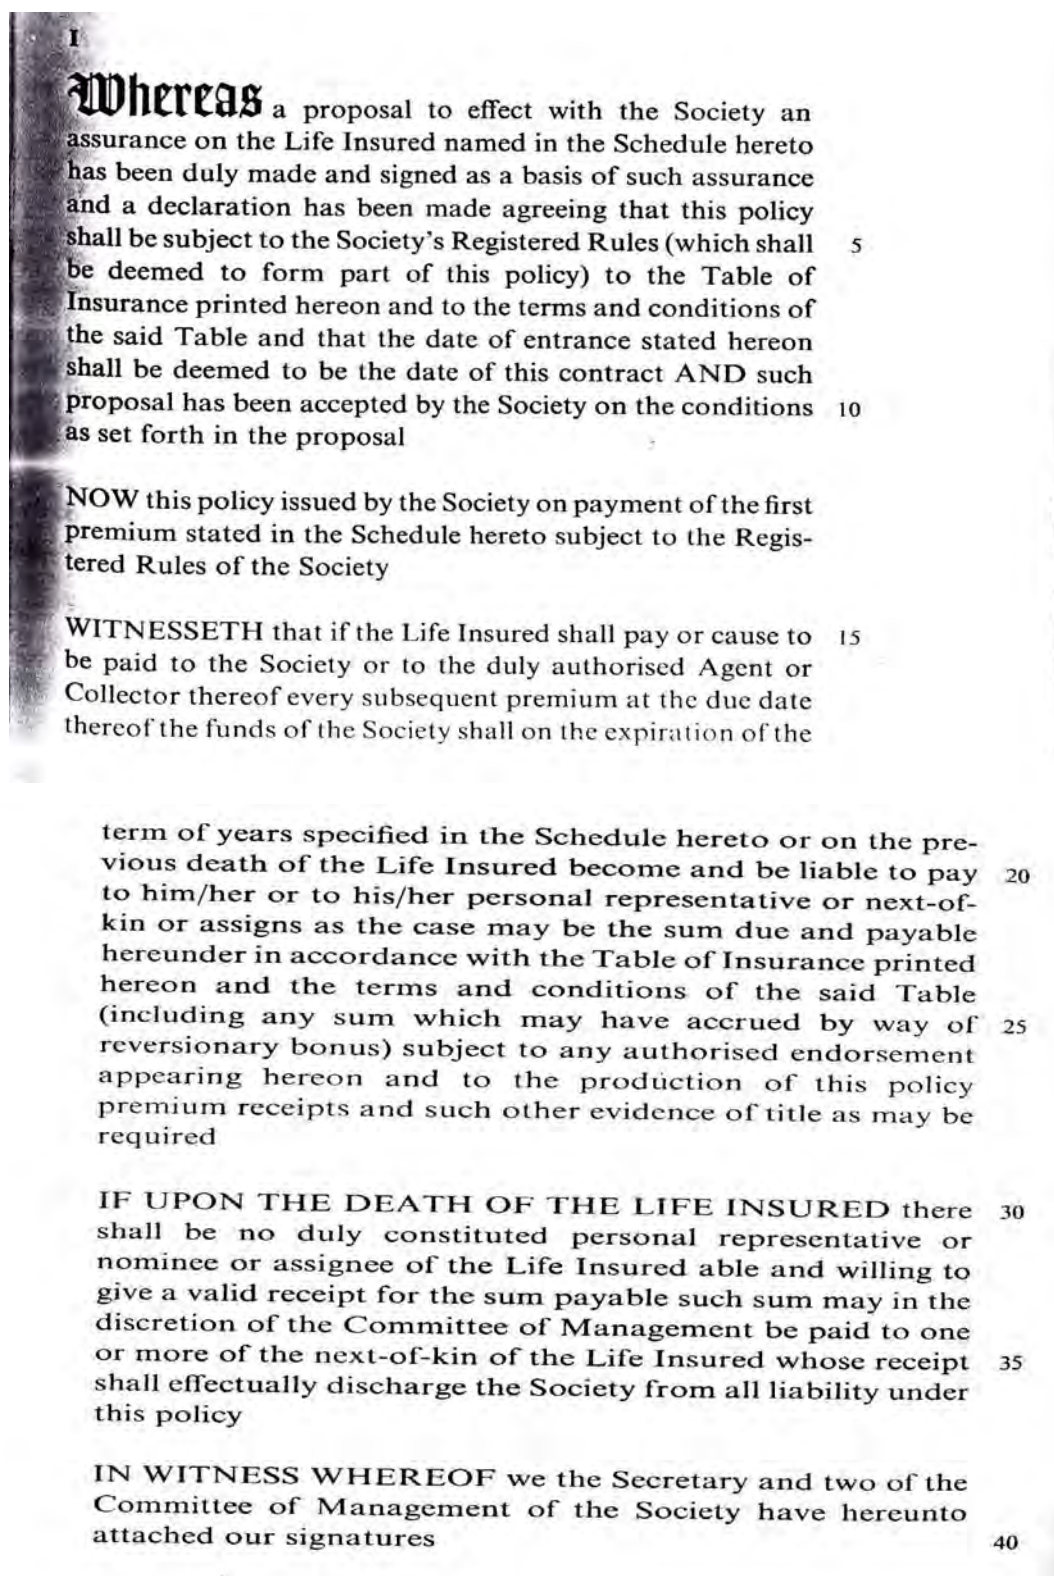 I
Whereas a proposal to effect with the Society an
assurance on the Life Insured named in the Schedule hereto
has been duly made and signed as a basis of such assurance
and a declaration has been made agreeing that this policy
shall be subject to the Society's Registered Rules (which shall 5
be deemed to form part of this policy) to the Table of
Insurance printed hereon and to the terms and conditions of
the said Table and that the date of entrance stated hereon
shall be deemed to be the date of this contract AND such
proposal has been accepted by the Society on the conditions 10
as set forth in the proposal
NOW this policy issued by the Society on payment of the first
premium stated in the Schedule hereto subject to the Regis-
tered Rules of the Society
WITNESSETH that if the Life Insured shall pay or cause to 15
be paid to the Society or to the duly authorised Agent or
Collector thereof every subsequent premium at the due date
thereof the funds of the Society shall on the expiration of the
term of years specified in the Schedule hereto or on the pre-
vious death of the Life Insured become and be liable to pay 20
to him/her or to his/her personal representative or next-of-
kin or assigns as the case may be the sum due and payable
hereunder in accordance with the Table of Insurance printed
hereon and the terms and conditions of the said Table
(including any sum which may have accrued by way of 25
reversionary bonus) subject to any authorised endorsement
appearing hereon and to the production of this policy
premium receipts and such other evidence of title as may be
required
IF UPON THE DEATH OF THE LIFE INSURED there 30
shall be no duly constituted personal representative or
nominee or assignee of the Life Insured able and willing to
give a valid receipt for the sum payable such sum may in the
discretion of the Committee of Management be paid to one
or more of the next-of-kin of the Life Insured whose receipt 35
shall effectually discharge the Society from all liability under
this policy
IN WITNESS WHEREOF we the Secretary and two of the
Committee of Management of the Society have hereunto
attached our signatures 40